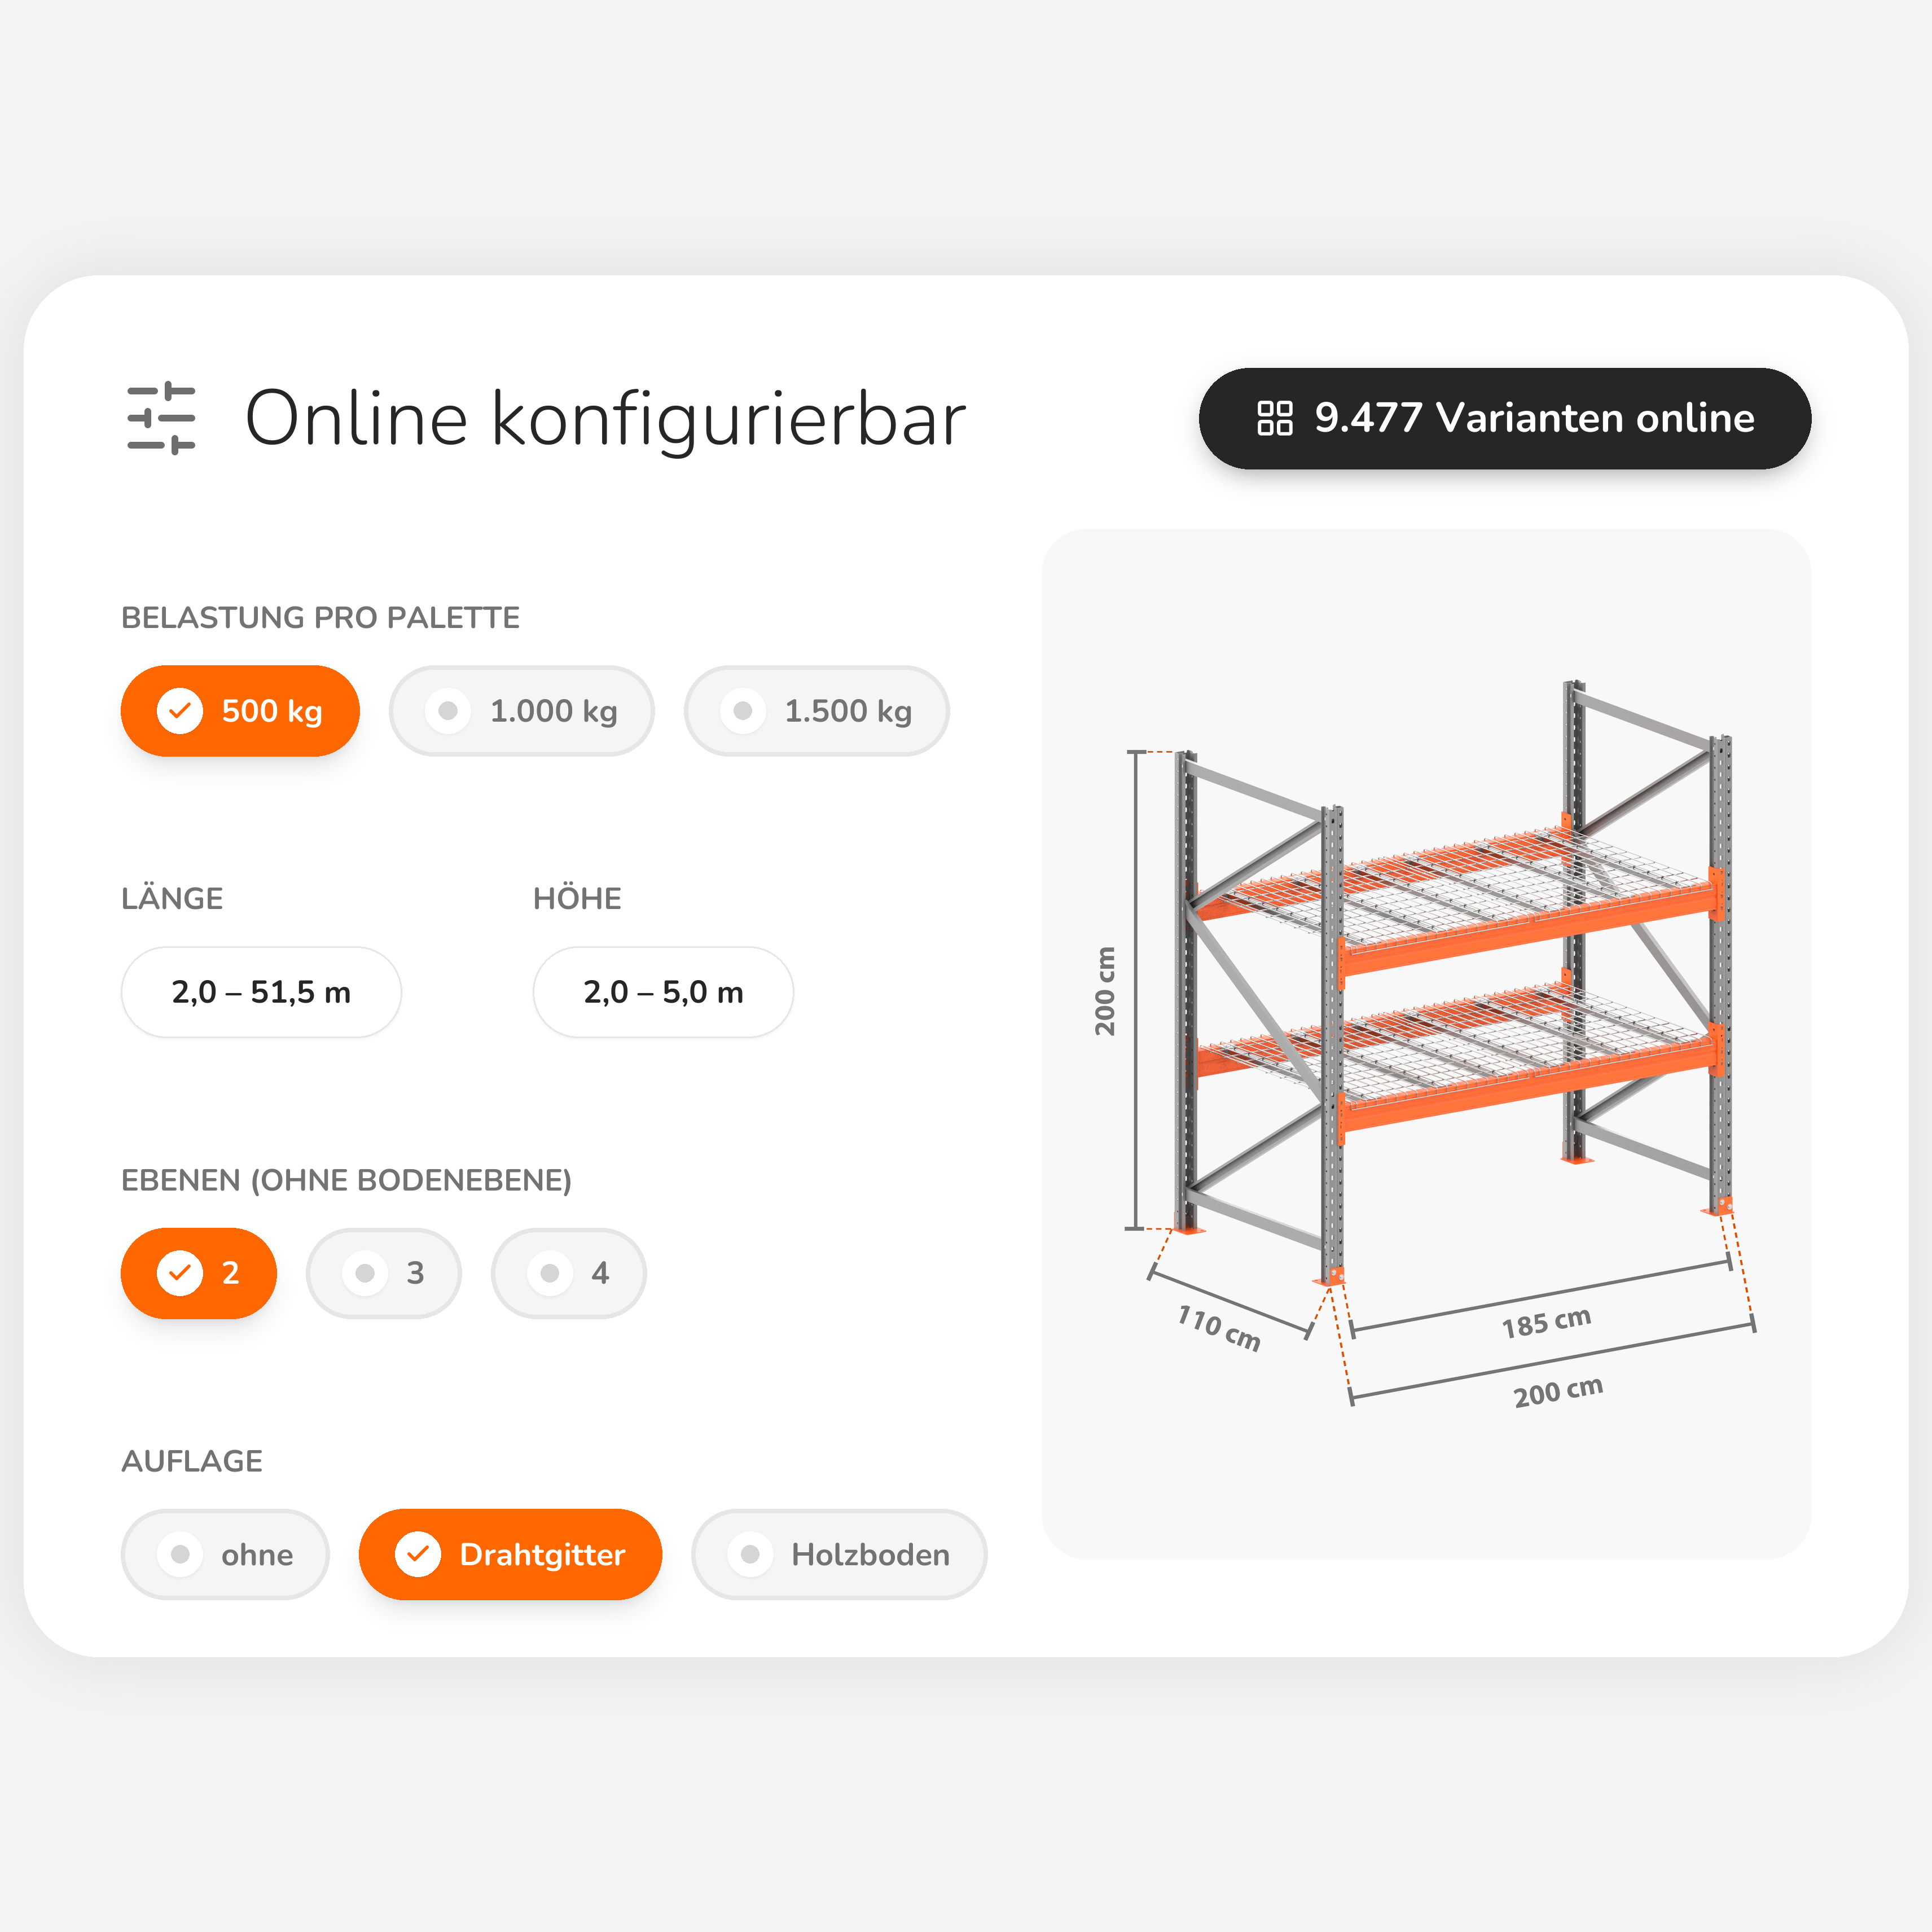 Online konfigurierbar
9.477 Varianten online
BELASTUNG PRO PALETTE
500 kg
1.000 kg
1.500 kg
LÄNGE
HÖHE
2,0 – 51,5 m
2,0 – 5,0 m
EBENEN (OHNE BODENEBENE)
2
3
4
AUFLAGE
ohne
Drahtgitter
Holzboden
200 cm
110 cm
185 cm
200 cm